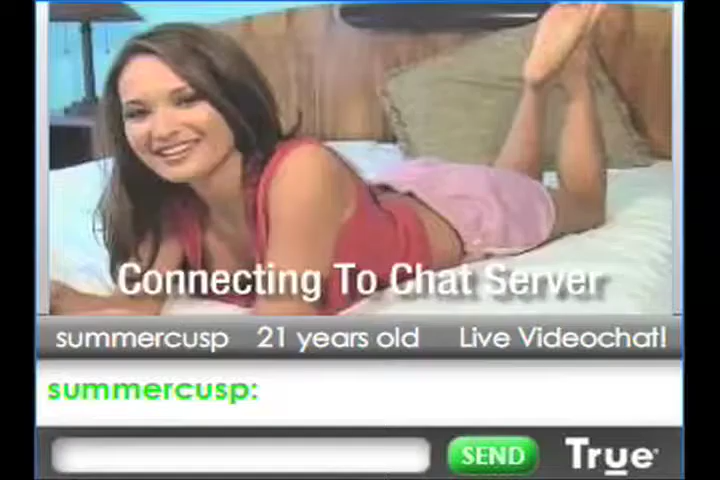 Connecting To Chat Server
summercusp 21 years old Live Videochat!
summercusp:
SEND True